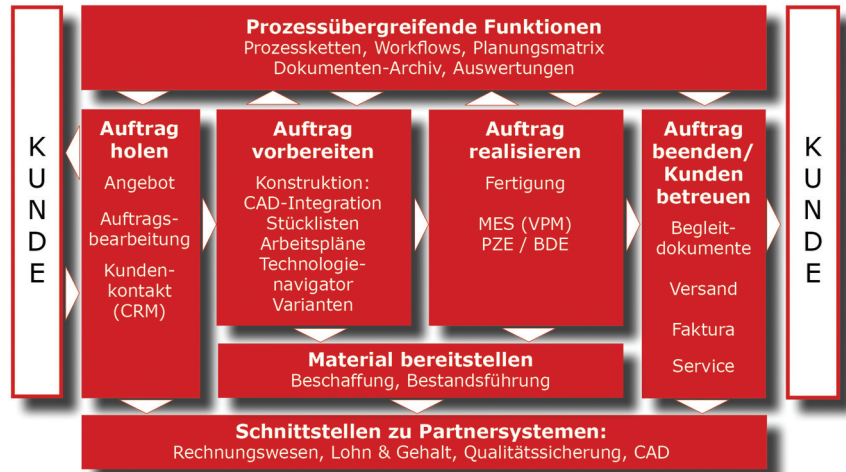 Prozessübergreifende Funktionen
Prozessketten, Workflows, Planungsmatrix
Dokumenten-Archiv, Auswertungen
KUNDE
Auftrag
holen
Angebot
Auftrags-
bearbeitung
Kunden-
kontakt
(CRM)
Auftrag
vorbereiten
Konstruktion:
CAD-Integration
Stücklisten
Arbeitspläne
Technologie-
navigator
Varianten
Auftrag
realisieren
Fertigung
MES (VPM)
PZE / BDE
Auftrag
beenden/
Kunden
betreuen
Begleit-
dokumente
Versand
Faktura
Service
KUNDE
Material bereitstellen
Beschaffung, Bestandsführung
Schnittstellen zu Partnersystemen:
Rechnungswesen, Lohn & Gehalt, Qualitätssicherung, CAD